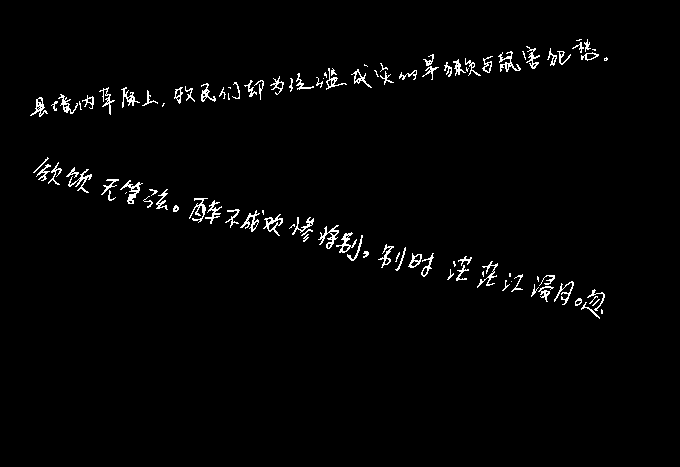 县境内草原上，牧民们却为泛滥成灾的旱獭与鼠害犯愁。
欲饮无管弦。醉不成欢惨将别。别时茫茫江浸月。忽